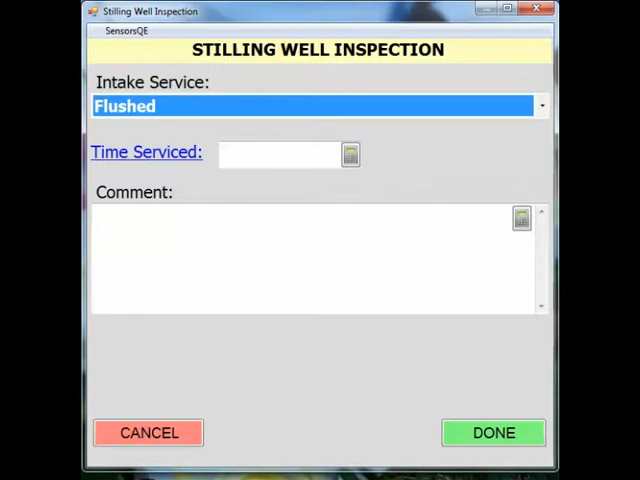 Stilling Well Inspection
SensorsQE
STILLING WELL INSPECTION
Intake Service:
Flushed
Time Serviced:
Comment:
CANCEL DONE